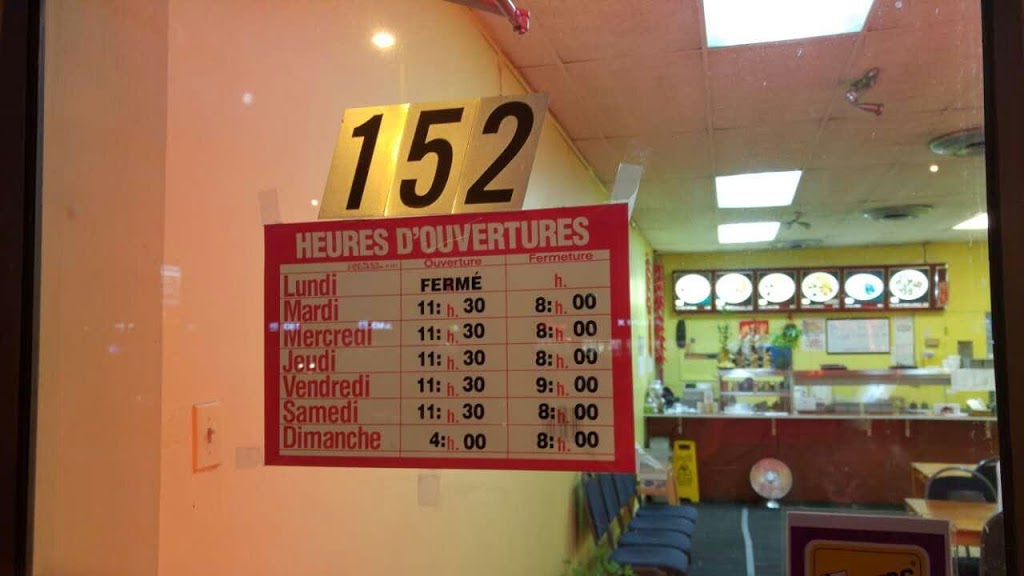 152
HEURES D'OUVERTURES
Ouverture Fermeture
Lundi FERMÉ h.
Mardi 11: h. 30 8: h. 00
Mercredi 11: h. 30 8: h. 00
Jeudi 11: h. 30 8: h. 00
Vendredi 11: h. 30 9: h. 00
Samedi 11: h. 30 8: h. 00
Dimanche 4: h. 00 8: h. 00